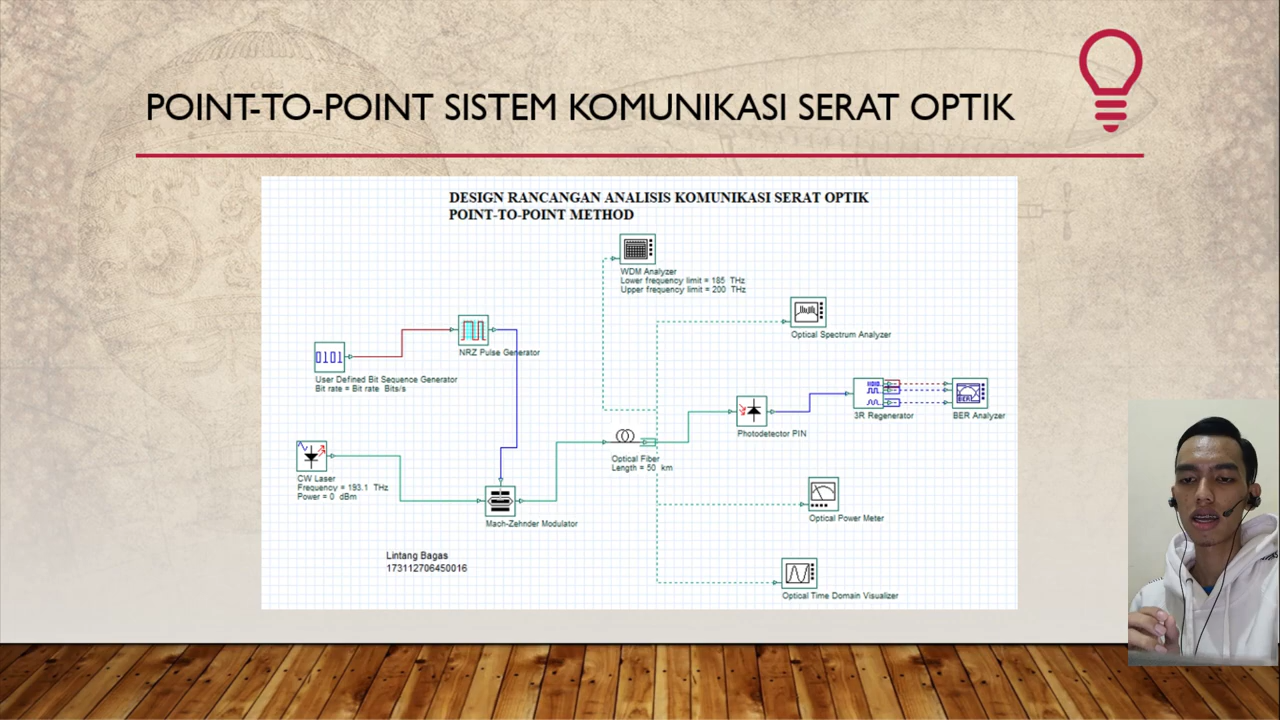 POINT-TO-POINT SISTEM KOMUNIKASI SERAT OPTIK
DESIGN RANCANGAN ANALISIS KOMUNIKASI SERAT OPTIK
POINT-TO-POINT METHOD
WDM Analyzer
Lower frequency limit = 185 THz
Upper frequency limit = 200 THz
Optical Spectrum Analyzer
NRZ Pulse Generator
0101
User Defined Bit Sequence Generator
Bit rate = Bit rate Bits/s
3R Regenerator
BER
BER Analyzer
Photodetector PIN
Optical Fiber
Length = 50 km
CW Laser
Frequency = 193.1 THz
Power = 0 dBm
Mach-Zehnder Modulator
Optical Power Meter
Lintang Bagas
173112706450016
Optical Time Domain Visualizer